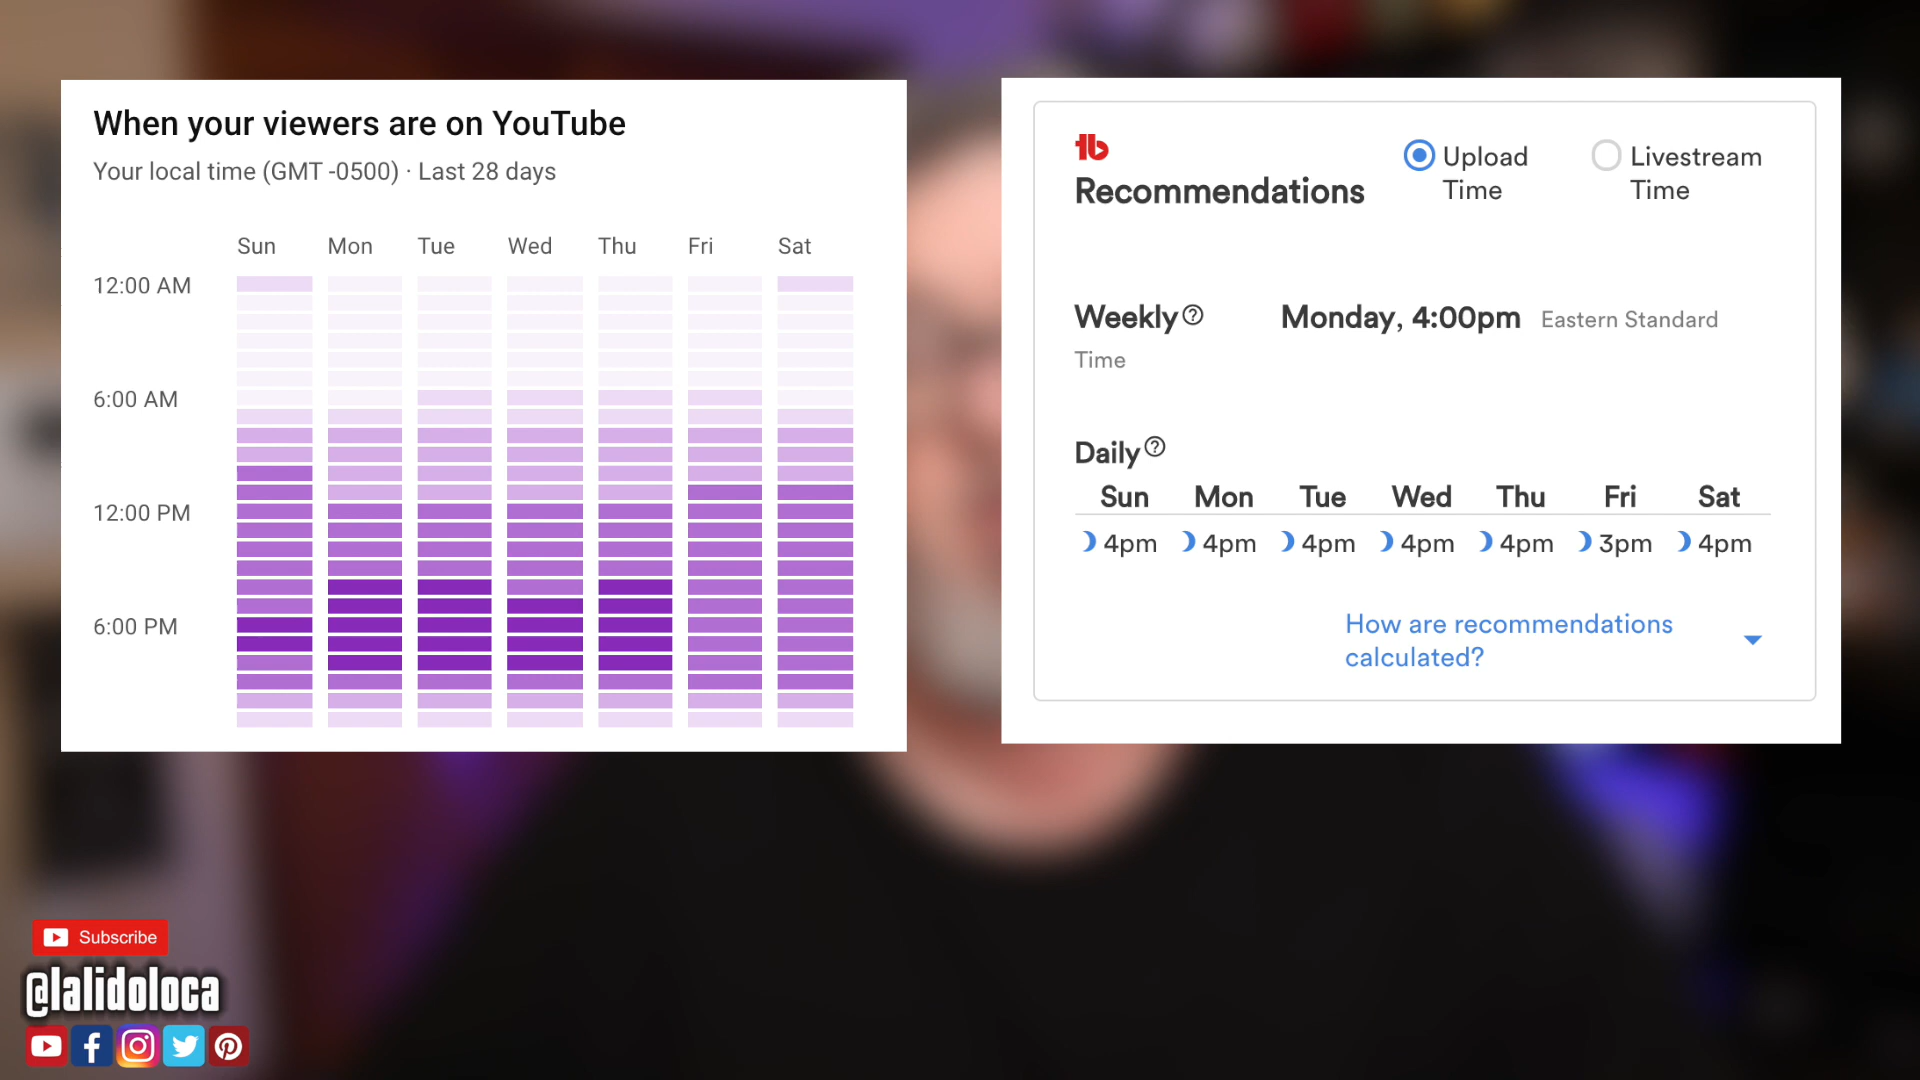 When your viewers are on YouTube
Your local time (GMT -0500) · Last 28 days
Sun Mon Tue Wed Thu Fri Sat
12:00 AM
6:00 AM
12:00 PM
6:00 PM
Recommendations
Upload Time
Livestream Time
Weekly ? Monday, 4:00pm Eastern Standard
Time
Daily ?
Sun Mon Tue Wed Thu Fri Sat
4pm 4pm 4pm 4pm 4pm 3pm 4pm
How are recommendations
calculated?
Subscribe
@lalidoloca